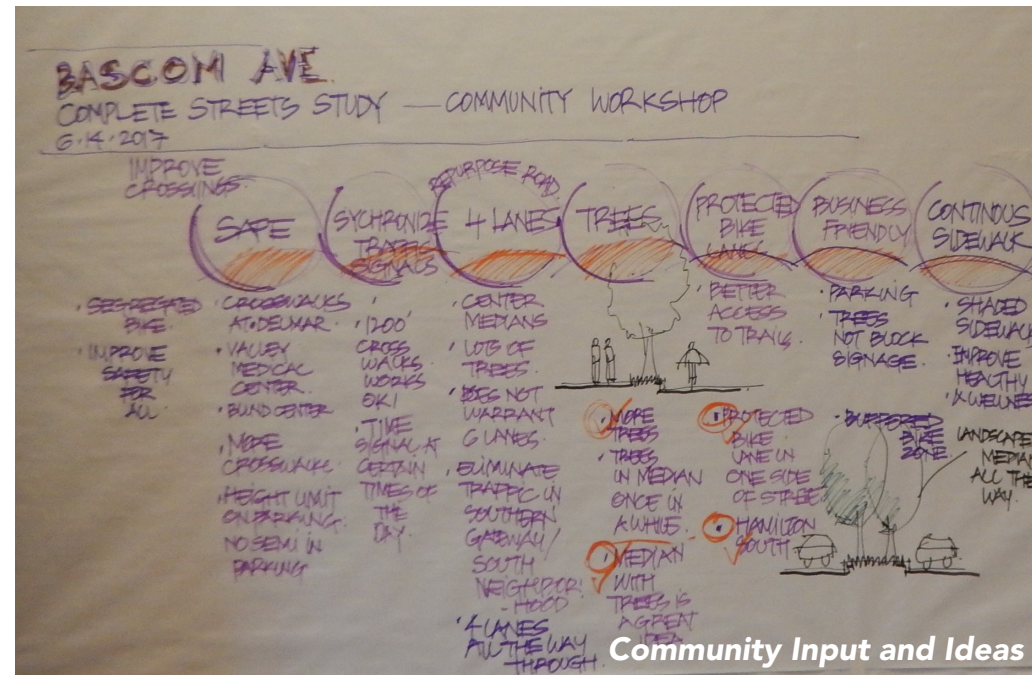 BASCOM AVE.
COMPLETE STREETS STUDY — COMMUNITY WORKSHOP
6·14·2017
IMPROVE
CROSSINGS
SAFE
SYCHRONIZE
TRAFFIC
SIGNALS
REPURPOSE ROAD
4 LANES
TREES
PROTECTED
BIKE
LANES
BUSINESS
FRIENDLY
CONTINOUS
SIDEWALK
· SEGREGATED
BIKE
· IMPROVE
SAFETY
FOR
ALL
· CROSSWALKS
AT DELMAR
· VALLEY
MEDICAL
CENTER
· BLIND CENTER
· MORE
CROSSWALK
· HEIGHT LIMIT
ON PARKING
NO SEMI IN
PARKING
· 1200'
CROSS
WALKS
WORKS
OK!
· TIME
SIGNAL AT
CERTAIN
TIMES OF
THE
DAY.
· CENTER
MEDIANS
· LOTS OF
TREES.
· DOES NOT
WARRANT
6 LANES.
· ELIMINATE
TRAFFIC IN
SOUTHERN
GATEWAY/
SOUTH
NEIGHBOR-
HOOD
· 4 LANES
ALL THE WAY
THROUGH.
· MORE
TREES
· TREES
IN MEDIAN
ONCE IN
A WHILE.
· MEDIAN
WITH
TREES IS
A GREAT
IDEA
· BETTER
ACCESS
TO TRAILS.
· PROTECTED
BIKE
LANE IN
ONE SIDE
OF STREET
· HAMILTON
SOUTH
· PARKING
· TREES
NOT BLOCK
SIGNAGE.
· BUFFERED
BIKE
ZONE
· SHADED
SIDEWALK
· IMPROVE
HEALTHY
& WELLNESS
LANDSCAPE
MEDIAN
ALL THE
WAY.
Community Input and Ideas